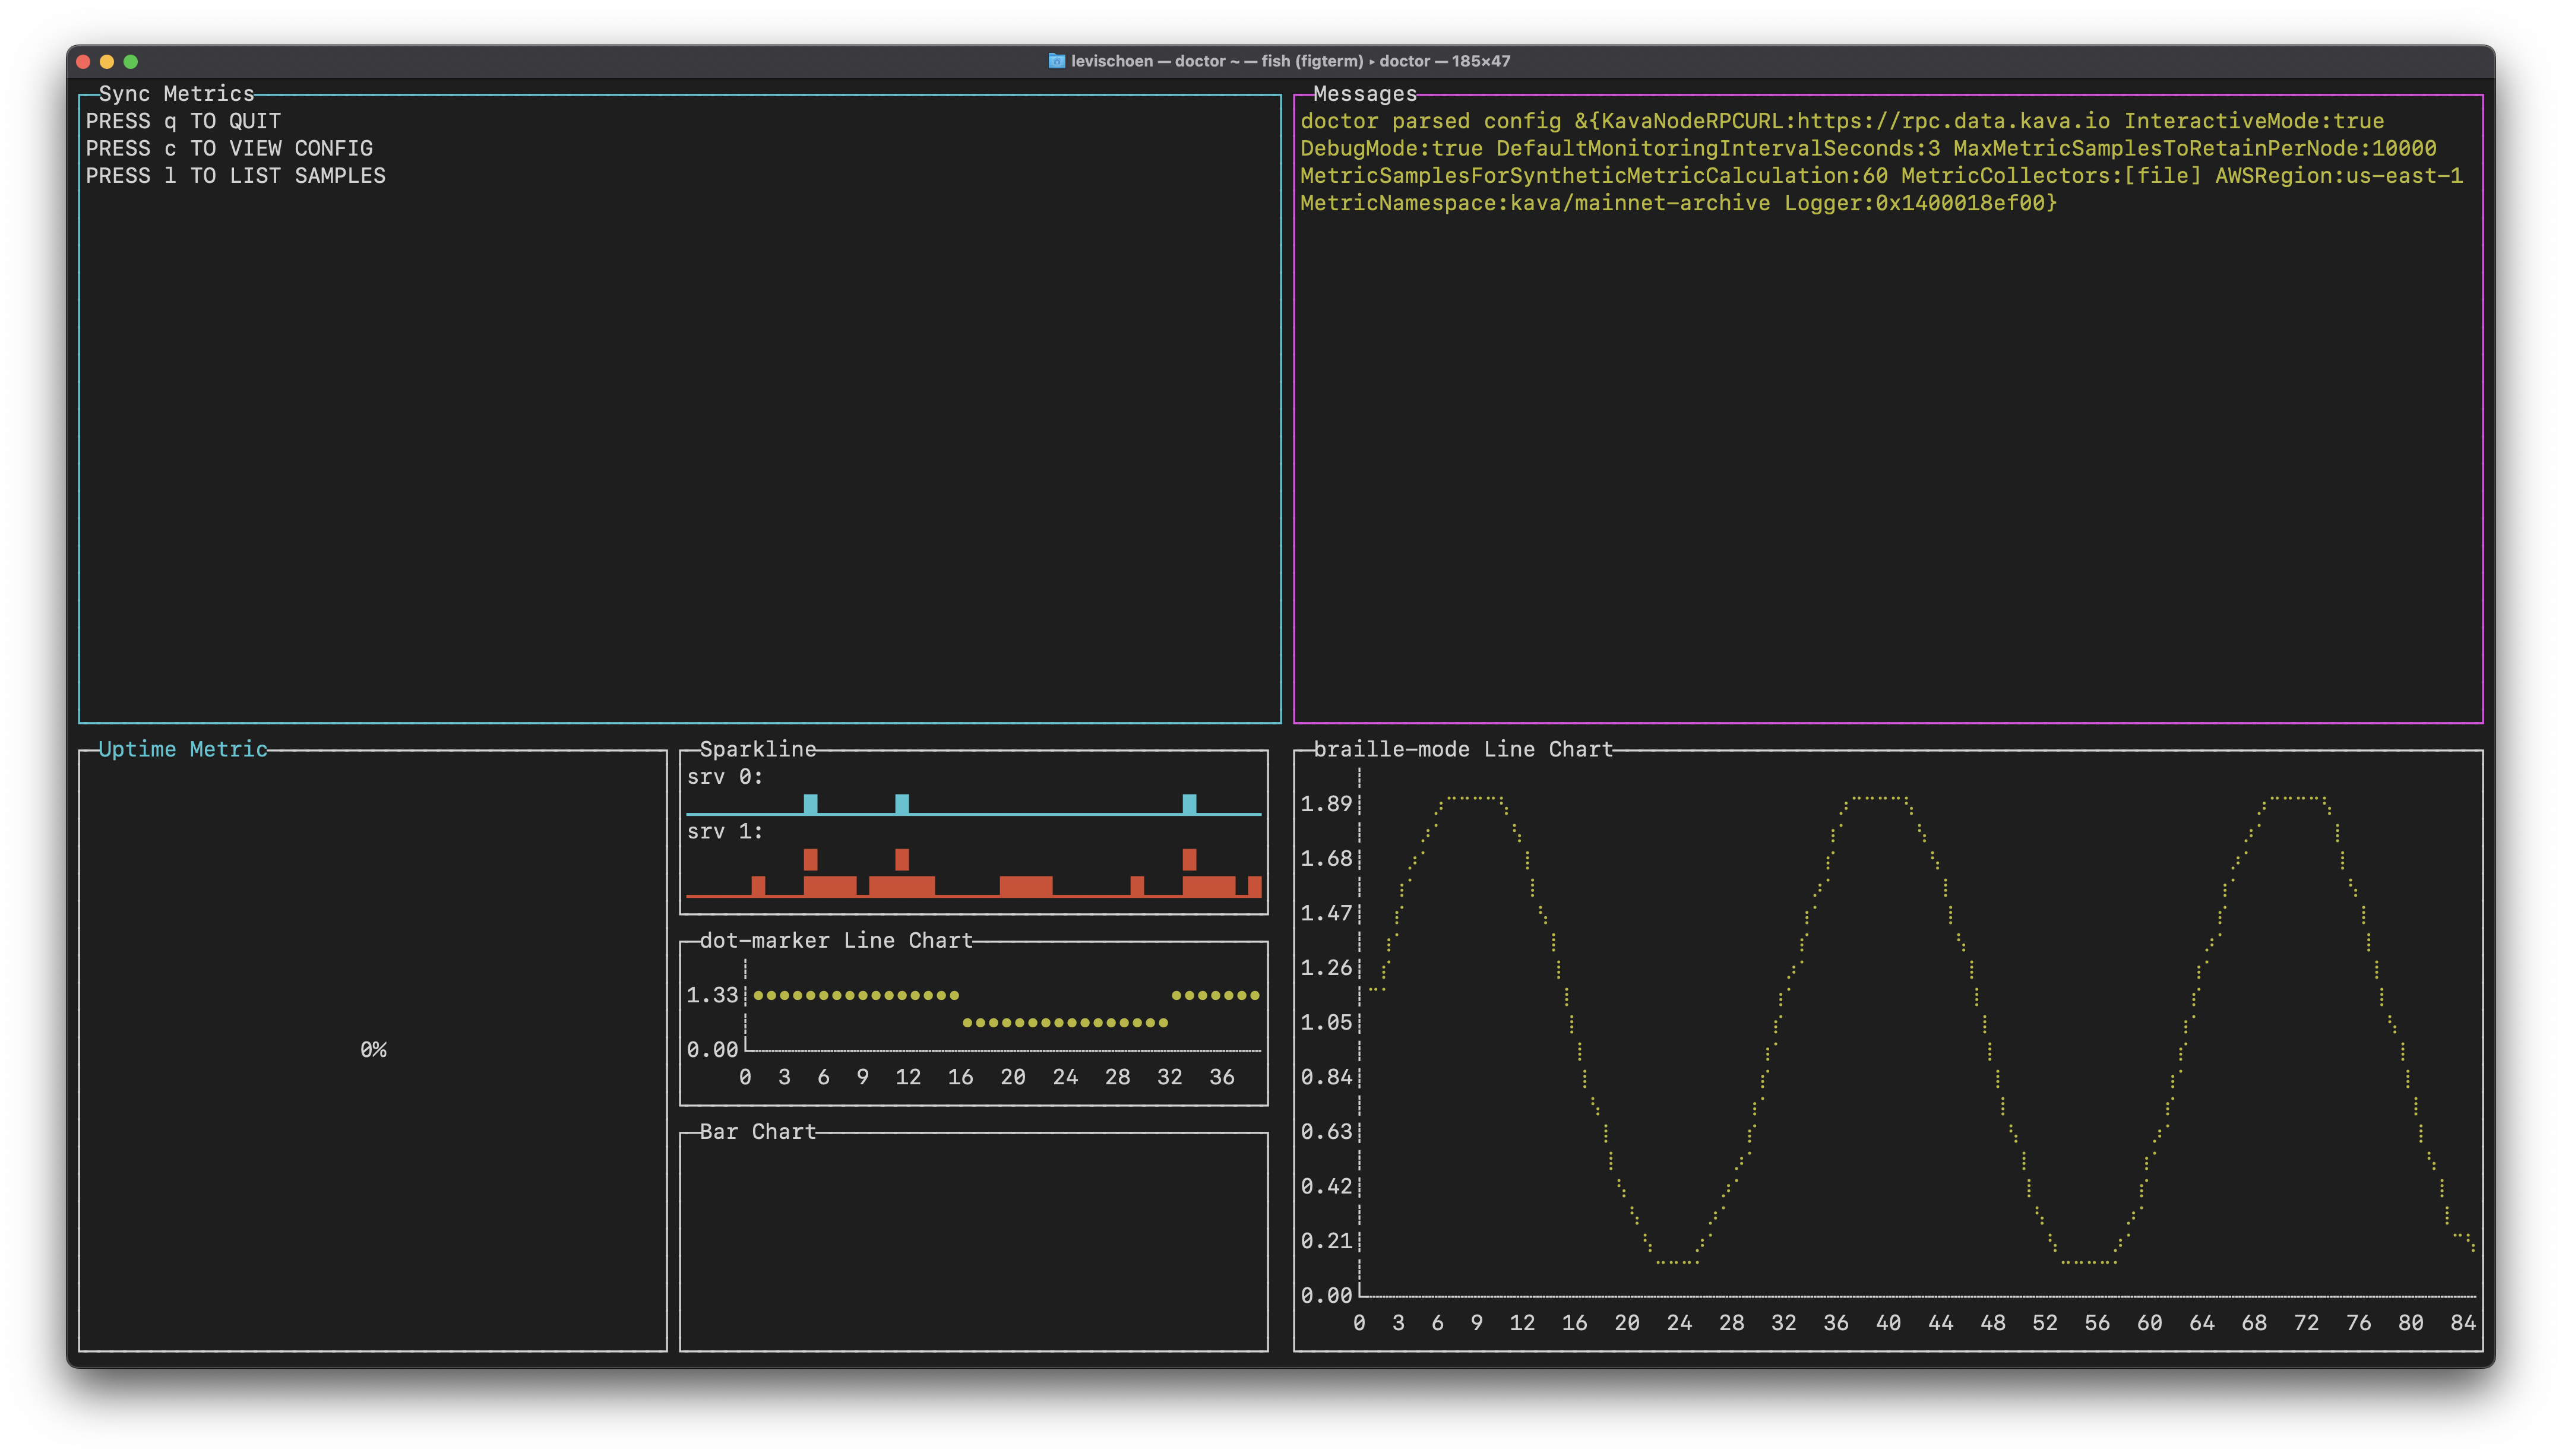 levischoen — doctor ~ — fish (figterm) ▸ doctor — 185×47
Sync Metrics
PRESS q TO QUIT
PRESS c TO VIEW CONFIG
PRESS l TO LIST SAMPLES
Messages
doctor parsed config &{KavaNodeRPCURL:https://rpc.data.kava.io InteractiveMode:true
DebugMode:true DefaultMonitoringIntervalSeconds:3 MaxMetricSamplesToRetainPerNode:10000
MetricSamplesForSyntheticMetricCalculation:60 MetricCollectors:[file] AWSRegion:us-east-1
MetricNamespace:kava/mainnet-archive Logger:0x1400018ef00}
Uptime Metric
0%
Sparkline
srv 0:
srv 1:
dot-marker Line Chart
1.33
0.00
0 3 6 9 12 16 20 24 28 32 36
Bar Chart
braille-mode Line Chart
1.89
1.68
1.47
1.26
1.05
0.84
0.63
0.42
0.21
0.00
0 3 6 9 12 16 20 24 28 32 36 40 44 48 52 56 60 64 68 72 76 80 84